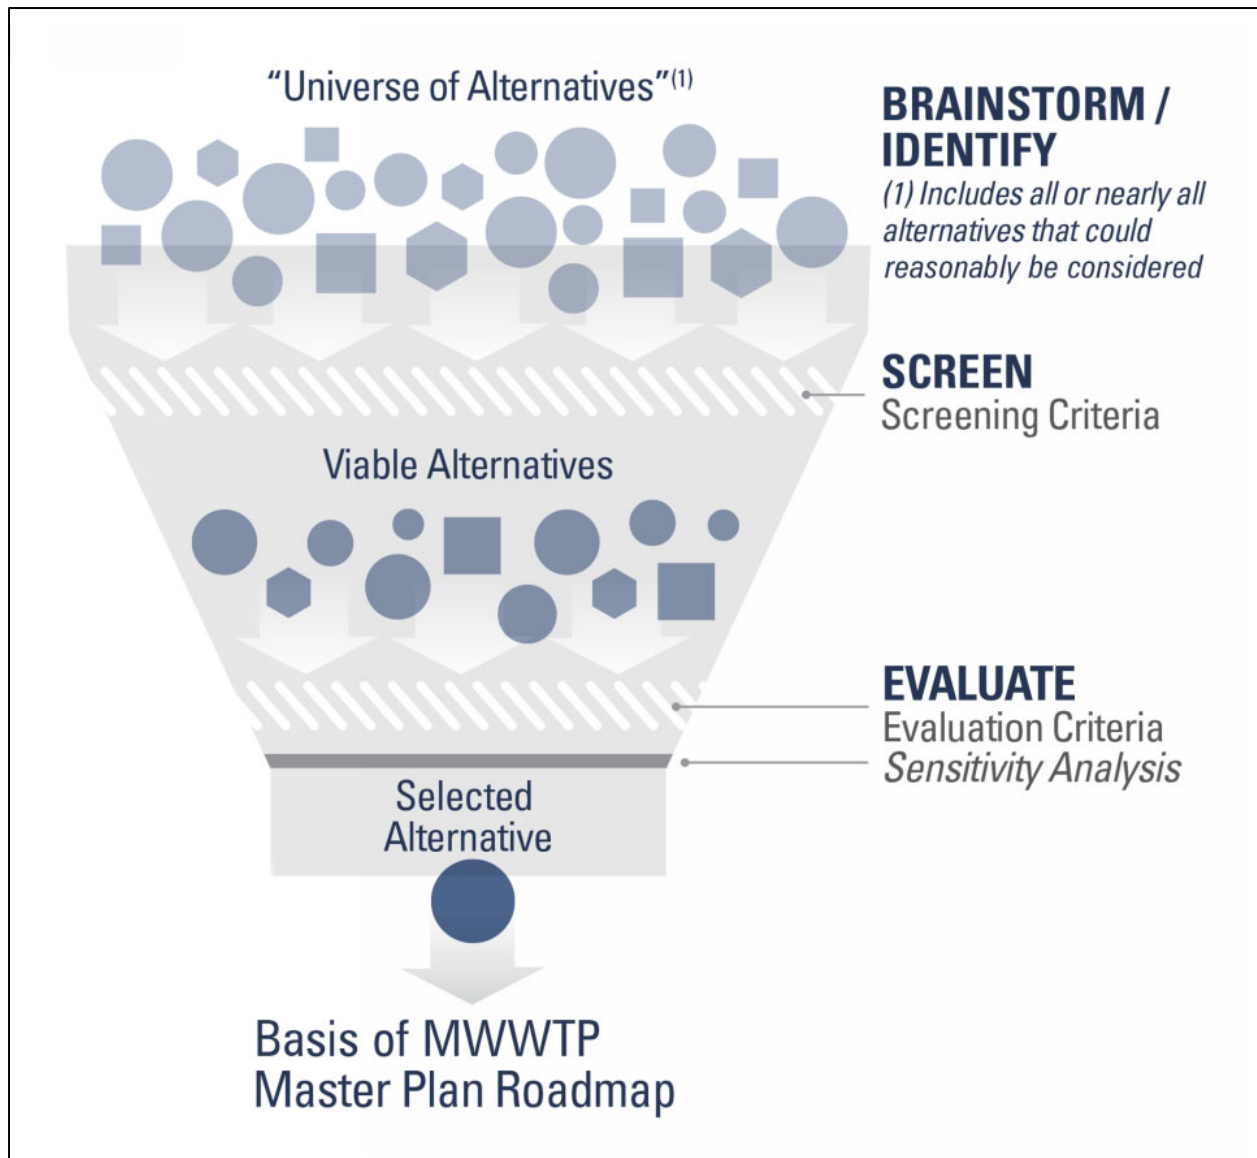 “Universe of Alternatives”(1)
BRAINSTORM /
IDENTIFY
(1) Includes all or nearly all
alternatives that could
reasonably be considered
SCREEN
Screening Criteria
Viable Alternatives
EVALUATE
Evaluation Criteria
Sensitivity Analysis
Selected
Alternative
Basis of MWWTP
Master Plan Roadmap